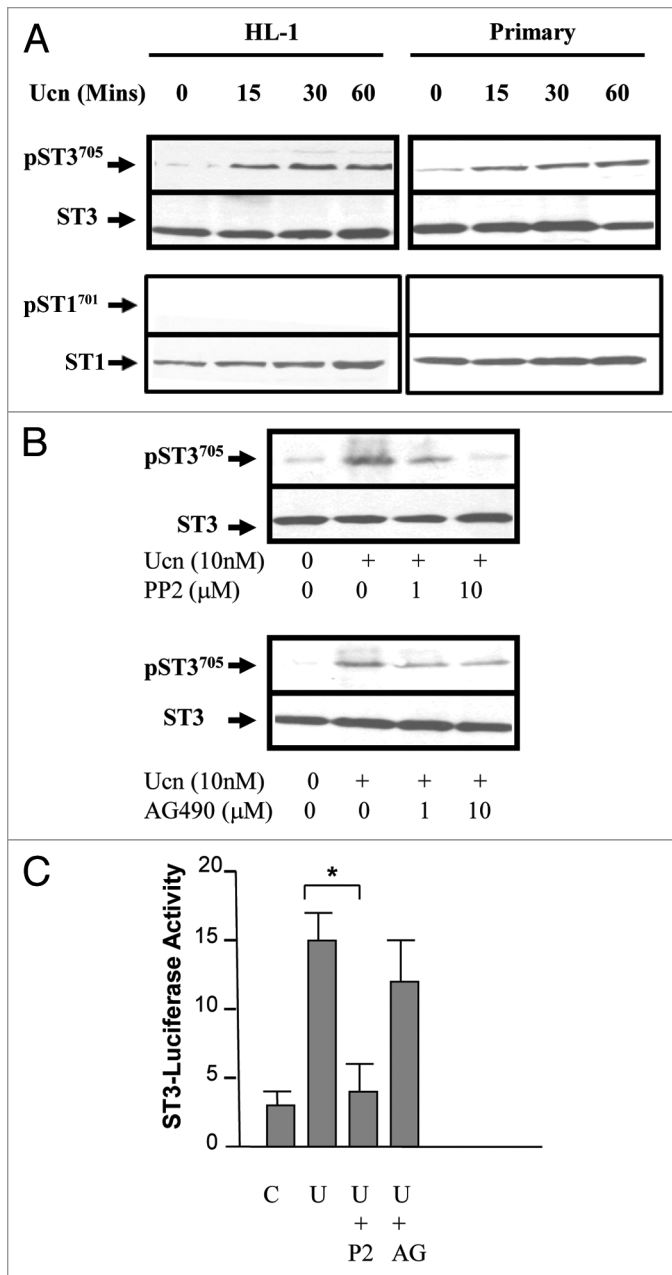 A
HL-1 Primary
Ucn (Mins) 0 15 30 60 0 15 30 60
pST3⁷⁰⁵
ST3
pST1⁷⁰¹
ST1
B
pST3⁷⁰⁵
ST3
Ucn (10nM) 0 + + +
PP2 (μM) 0 0 1 10
pST3⁷⁰⁵
ST3
Ucn (10nM) 0 + + +
AG490 (μM) 0 0 1 10
C
ST3-Luciferase Activity
20
15
10
5
0
*
C U U U
+ +
P2 AG